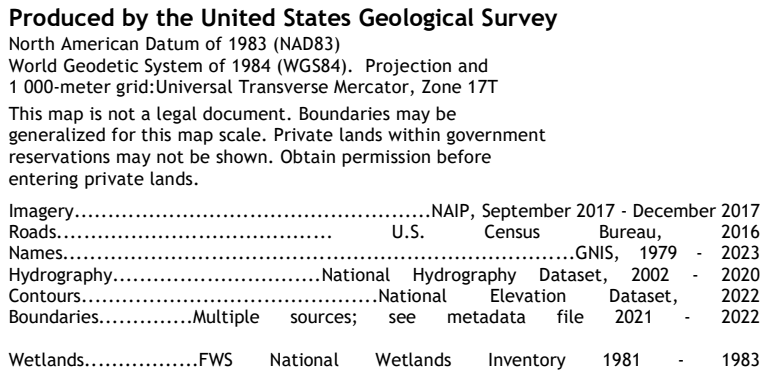 Produced by the United States Geological Survey
North American Datum of 1983 (NAD83)
World Geodetic System of 1984 (WGS84). Projection and
1 000-meter grid:Universal Transverse Mercator, Zone 17T
This map is not a legal document. Boundaries may be
generalized for this map scale. Private lands within government
reservations may not be shown. Obtain permission before
entering private lands.
Imagery.....................................................NAIP, September 2017 - December 2017
Roads......................................... U.S. Census Bureau, 2016
Names............................................................................GNIS, 1979 - 2023
Hydrography...............................National Hydrography Dataset, 2002 - 2020
Contours............................................National Elevation Dataset, 2022
Boundaries..............Multiple sources; see metadata file 2021 - 2022
Wetlands.................FWS National Wetlands Inventory 1981 - 1983